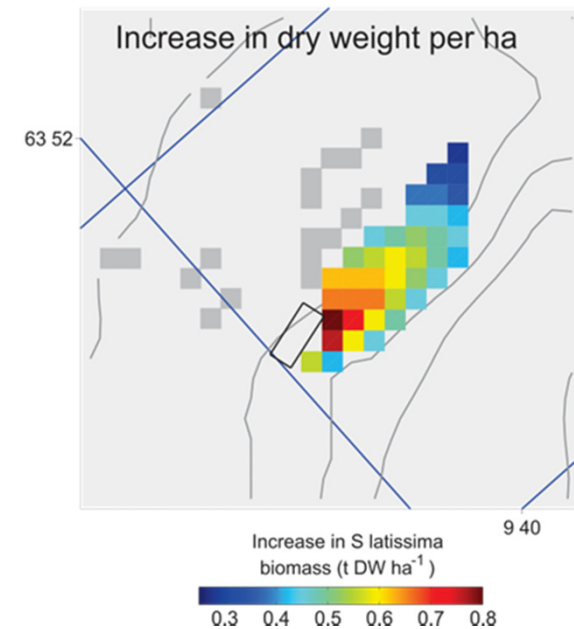 Increase in dry weight per ha
63 52
9 40
Increase in S latissima
biomass (t DW ha⁻¹ )
0.3 0.4 0.5 0.6 0.7 0.8